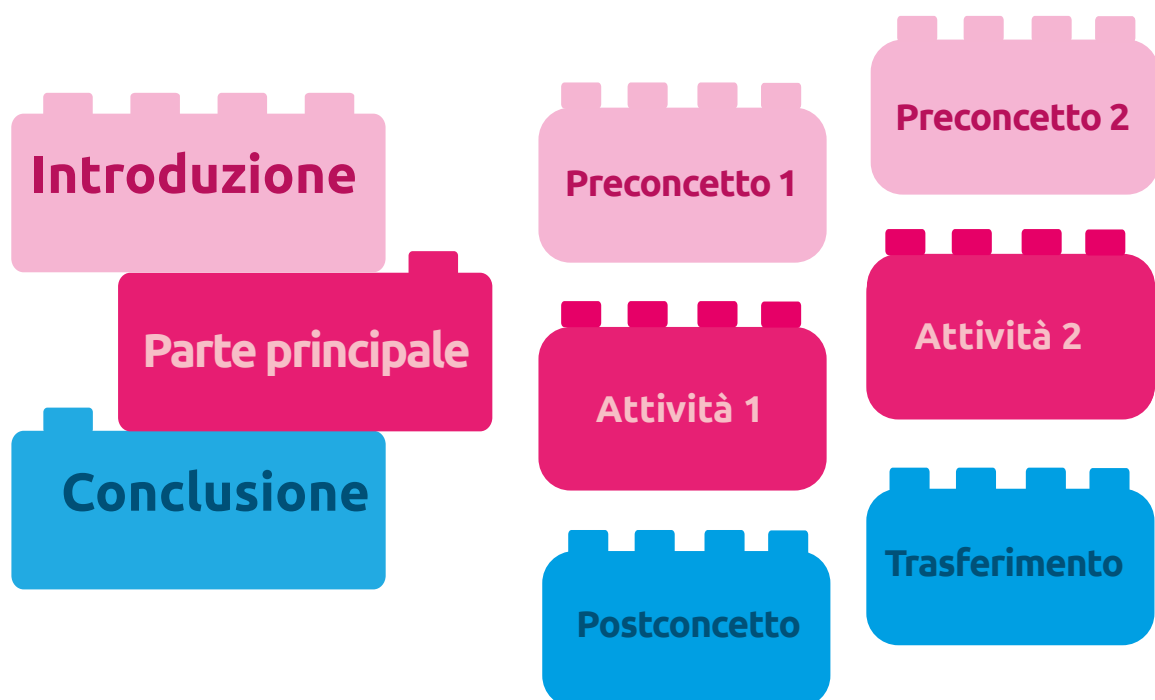 Introduzione
Parte principale
Conclusione
Preconcetto 1
Preconcetto 2
Attività 1
Attività 2
Postconcetto
Trasferimento